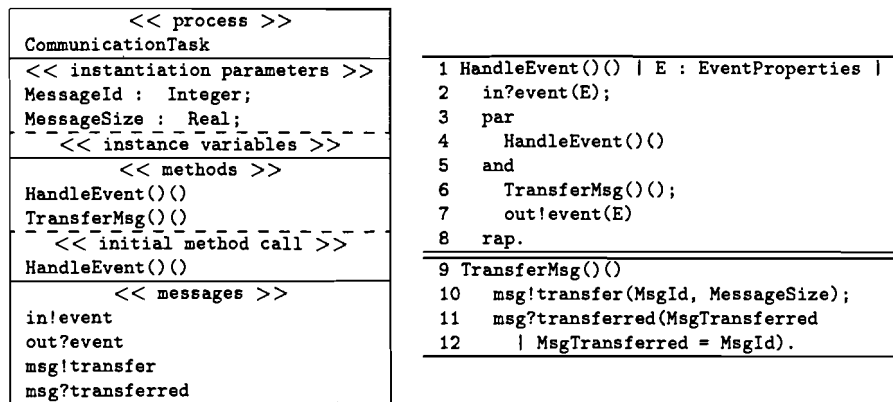 << process >>
CommunicationTask
<< instantiation parameters >>
MessageId : Integer;
MessageSize : Real;
<< instance variables >>
<< methods >>
HandleEvent()()
TransferMsg()()
<< initial method call >>
HandleEvent()()
<< messages >>
in!event
out?event
msg!transfer
msg?transferred
1 HandleEvent()() | E : EventProperties |
2 in?event(E);
3 par
4 HandleEvent()()
5 and
6 TransferMsg()();
7 out!event(E)
8 rap.
9 TransferMsg()()
10 msg!transfer(MsgId, MessageSize);
11 msg?transferred(MsgTransferred
12 | MsgTransferred = MsgId).